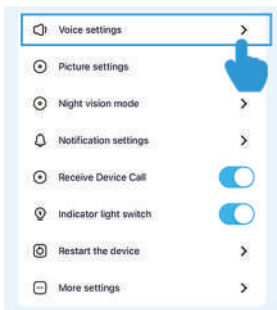 Voice settings
Picture settings
Night vision mode
Notification settings
Receive Device Call
Indicator light switch
Restart the device
More settings